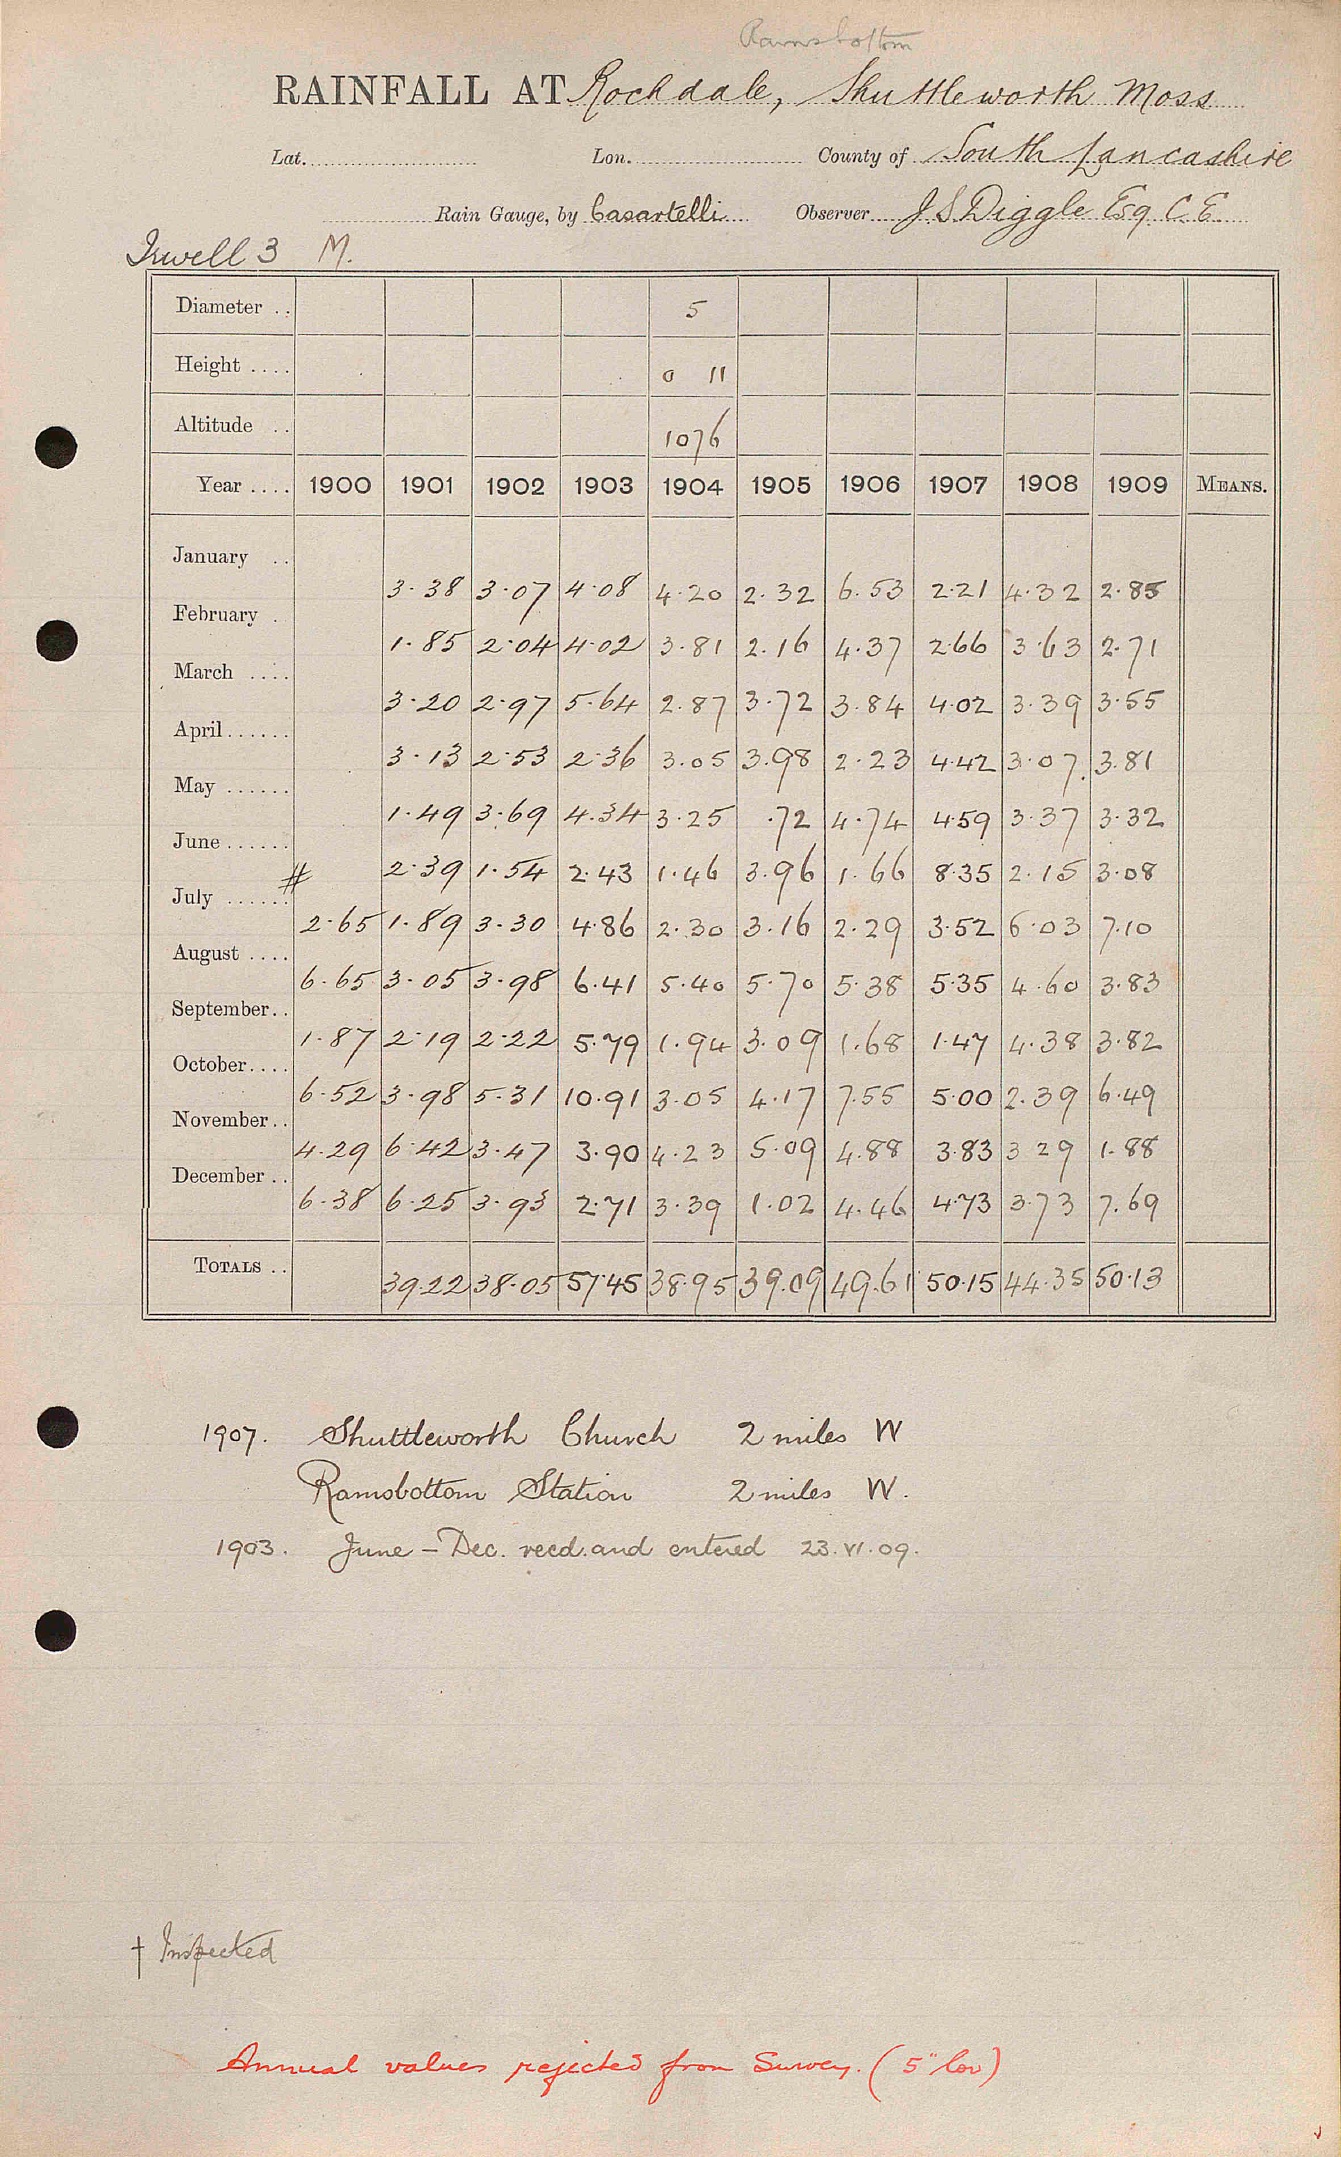 Ramsbottom
RAINFALL AT Rochdale, Shuttleworth Moss
Lat. Lon. County of South Lancashire
Rain Gauge, by Casartelli Observer J S Diggle Esq. C. E.
Irwell 3 M.
Diameter .. 5
Height .... 0 11
Altitude .. 1076
Year .... 1900 1901 1902 1903 1904 1905 1906 1907 1908 1909 MEANS.
January .. 3.38 3.07 4.08 4.20 2.32 6.53 2.21 4.32 2.85
February . 1.85 2.04 4.02 3.81 2.16 4.37 2.66 3.63 2.71
March .... 3.20 2.97 5.64 2.87 3.72 3.84 4.02 3.39 3.55
April...... 3.13 2.53 2.36 3.05 3.98 2.23 4.42 3.07 3.81
May ...... 1.49 3.69 4.34 3.25 .72 4.74 4.59 3.37 3.32
June ...... # 2.39 1.54 2.43 1.46 3.96 1.66 8.35 2.15 3.08
July ...... 2.65 1.89 3.30 4.86 2.30 3.16 2.29 3.52 6.03 7.10
August .... 6.65 3.05 3.98 6.41 5.40 5.70 5.38 5.35 4.60 3.83
September.. 1.87 2.19 2.22 5.79 1.94 3.09 1.68 1.47 4.38 3.82
October.... 6.52 3.98 5.31 10.91 3.05 4.17 7.55 5.00 2.39 6.49
November.. 4.29 6.42 3.47 3.90 4.23 5.09 4.88 3.83 3 29 1.88
December .. 6.38 6.25 3.93 2.71 3.39 1.02 4.46 4.73 3.73 7.69
TOTALS .. 39.22 38.05 57.45 38.95 39.09 49.61 50.15 44.35 50.13
1907. Shuttleworth Church 2 miles W
Ramsbottom Station 2 miles W.
1903. June – Dec. recd. and entered 23.VI.09.
† Inspected
Annual values rejected from Survey. (5" low)